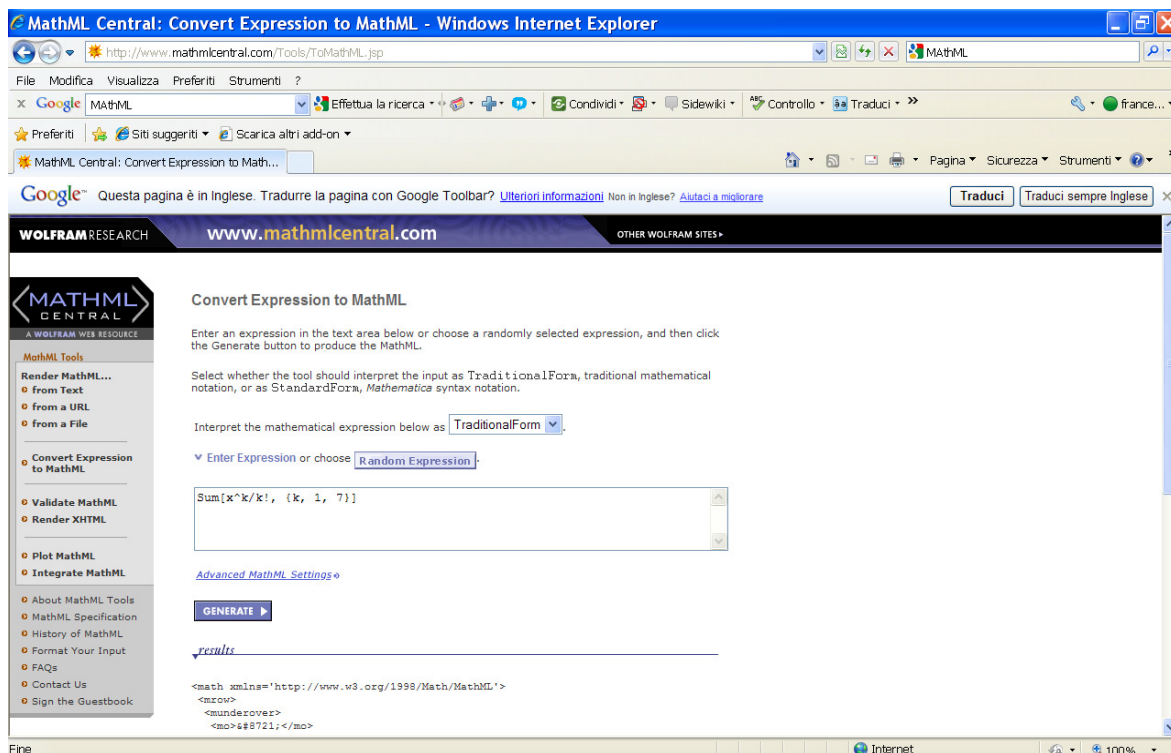 MathML Central: Convert Expression to MathML - Windows Internet Explorer
http://www.mathmlcentral.com/Tools/ToMathML.jsp MAthML
File Modifica Visualizza Preferiti Strumenti ?
x Google MAthML Effettua la ricerca Condividi Sidewiki Controllo Traduci » france...
Preferiti Siti suggeriti Scarica altri add-on
MathML Central: Convert Expression to Math... Pagina Sicurezza Strumenti
Google™ Questa pagina è in Inglese. Tradurre la pagina con Google Toolbar? Ulteriori informazioni Non in Inglese? Aiutaci a migliorare Traduci Traduci sempre Inglese
WOLFRAM RESEARCH www.mathmlcentral.com OTHER WOLFRAM SITES
MATHML
CENTRAL
A WOLFRAM WEB RESOURCE
MathML Tools
Render MathML...
from Text
from a URL
from a File
Convert Expression
to MathML
Validate MathML
Render XHTML
Plot MathML
Integrate MathML
About MathML Tools
MathML Specification
History of MathML
Format Your Input
FAQs
Contact Us
Sign the Guestbook
Convert Expression to MathML
Enter an expression in the text area below or choose a randomly selected expression, and then click
the Generate button to produce the MathML.
Select whether the tool should interpret the input as TraditionalForm, traditional mathematical
notation, or as StandardForm, Mathematica syntax notation.
Interpret the mathematical expression below as TraditionalForm .
Enter Expression or choose Random Expression .
Sum[x^k/k!, {k, 1, 7}]
Advanced MathML Settings
GENERATE
results
<math xmlns='http://www.w3.org/1998/Math/MathML'>
<mrow>
<munderover>
<mo>&#8721;</mo>
Fine Internet 100%